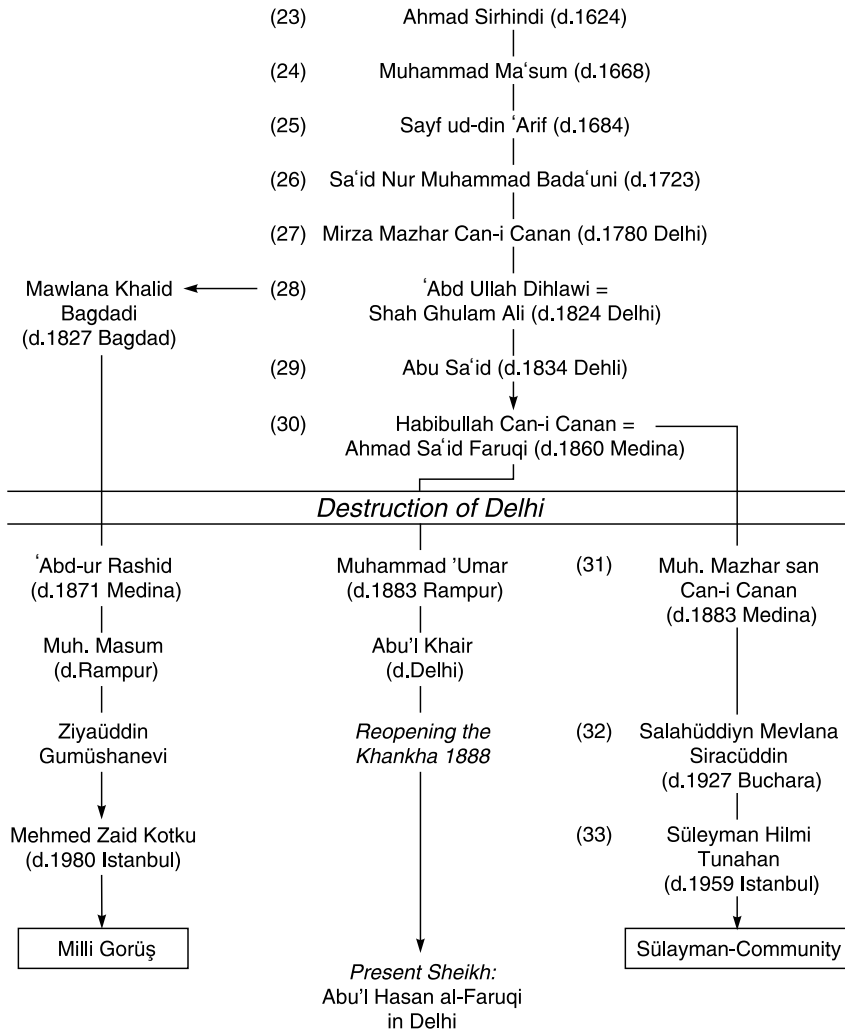 (23) Ahmad Sirhindi (d.1624)
(24) Muhammad Ma‘sum (d.1668)
(25) Sayf ud-din ‘Arif (d.1684)
(26) Sa‘id Nur Muhammad Bada‘uni (d.1723)
(27) Mirza Mazhar Can-i Canan (d.1780 Delhi)
Mawlana Khalid
Bagdadi
(d.1827 Bagdad)
(28) ‘Abd Ullah Dihlawi =
Shah Ghulam Ali (d.1824 Delhi)
(29) Abu Sa‘id (d.1834 Dehli)
(30) Habibullah Can-i Canan =
Ahmad Sa‘id Faruqi (d.1860 Medina)
Destruction of Delhi
‘Abd-ur Rashid
(d.1871 Medina)
Muh. Masum
(d.Rampur)
Ziyaüddin
Gumüshanevi
Mehmed Zaid Kotku
(d.1980 Istanbul)
Milli Gorüş
Muhammad ’Umar
(d.1883 Rampur)
Abu’l Khair
(d.Delhi)
Reopening the
Khankha 1888
Present Sheikh:
Abu’l Hasan al-Faruqi
in Delhi
(31) Muh. Mazhar san
Can-i Canan
(d.1883 Medina)
(32) Salahüddiyn Mevlana
Siracüddin
(d.1927 Buchara)
(33) Süleyman Hilmi
Tunahan
(d.1959 Istanbul)
Sülayman-Community